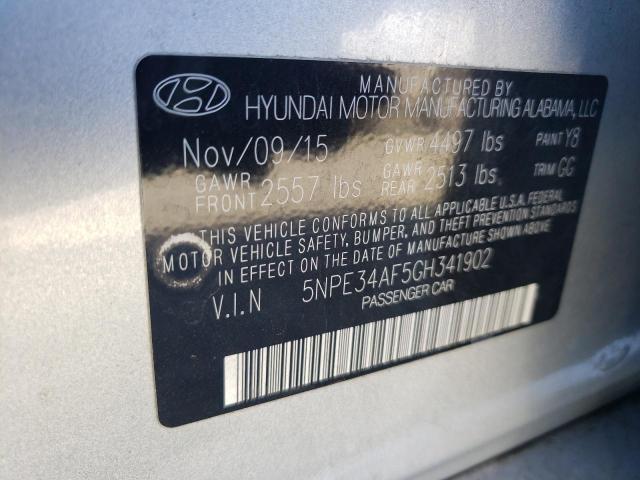 MANUFACTURED BY
HYUNDAI MOTOR MANUFACTURING ALABAMA, LLC
Nov/09/15 GVWR 4497 lbs PAINT Y8
GAWR FRONT 2557 lbs GAWR REAR 2513 lbs TRIM GG
THIS VEHICLE CONFORMS TO ALL APPLICABLE U.S.A. FEDERAL
MOTOR VEHICLE SAFETY, BUMPER, AND THEFT PREVENTION STANDARDS
IN EFFECT ON THE DATE OF MANUFACTURE SHOWN ABOVE
V.I.N 5NPE34AF5GH341902
PASSENGER CAR